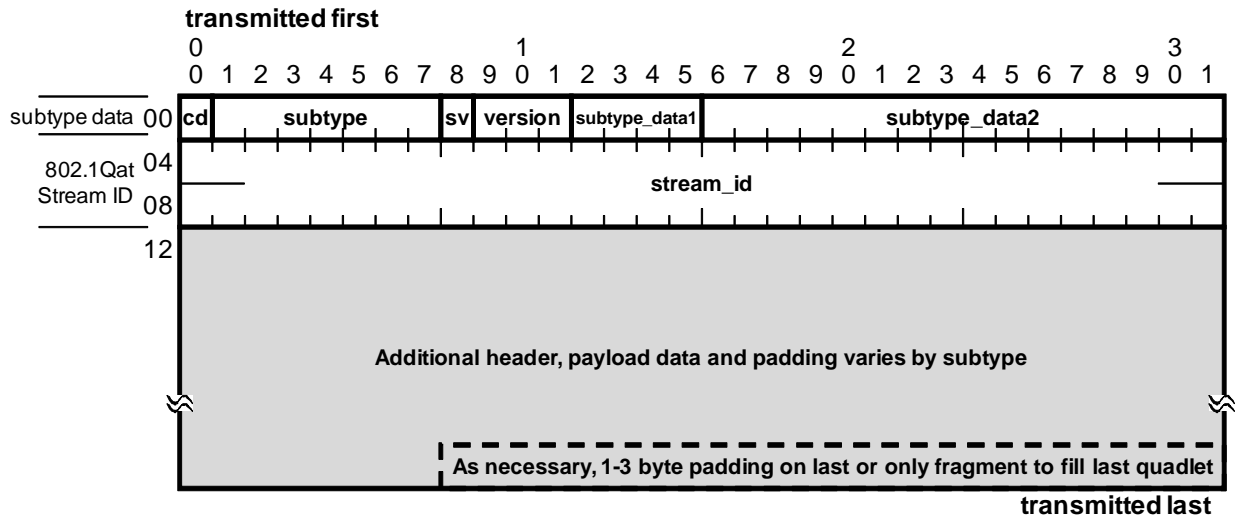 transmitted first
0 1 2 3
0 1 2 3 4 5 6 7 8 9 0 1 2 3 4 5 6 7 8 9 0 1 2 3 4 5 6 7 8 9 0 1
subtype data 00 cd subtype sv version subtype_data1 subtype_data2
802.1Qat 04
Stream ID stream_id
08
12
Additional header, payload data and padding varies by subtype
As necessary, 1-3 byte padding on last or only fragment to fill last quadlet
transmitted last